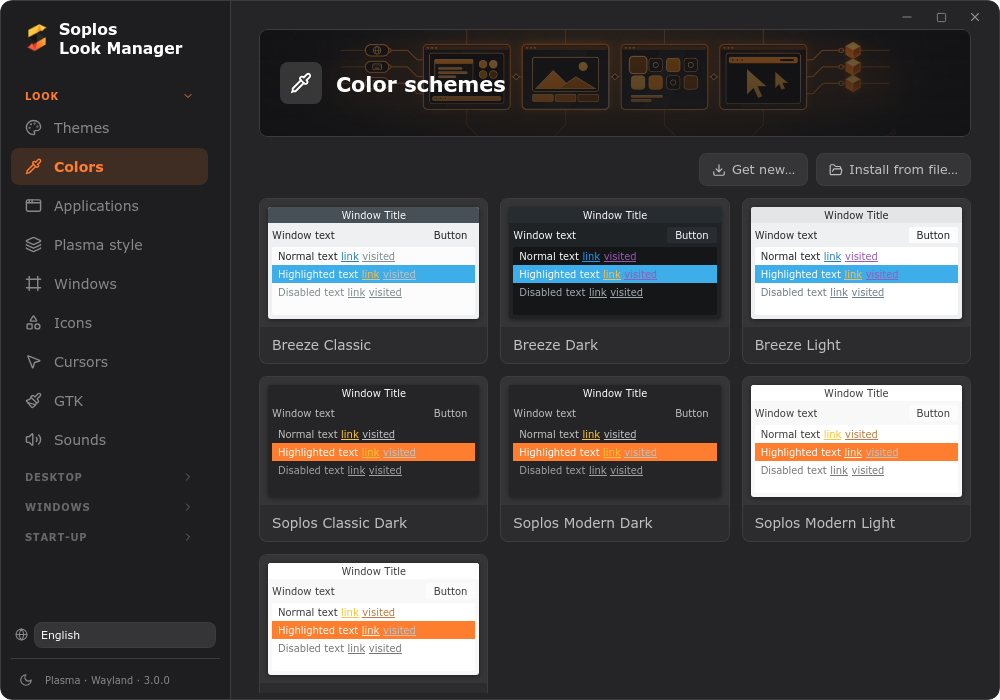 Soplos
Look Manager
LOOK
Themes
Colors
Applications
Plasma style
Windows
Icons
Cursors
GTK
Sounds
DESKTOP
WINDOWS
START-UP
English
Plasma · Wayland · 3.0.0
Color schemes
Get new...
Install from file...
Window Title
Window text Button
Normal text link visited
Highlighted text link visited
Disabled text link visited
Breeze Classic
Window Title
Window text Button
Normal text link visited
Highlighted text link visited
Disabled text link visited
Breeze Dark
Window Title
Window text Button
Normal text link visited
Highlighted text link visited
Disabled text link visited
Breeze Light
Window Title
Window text Button
Normal text link visited
Highlighted text link visited
Disabled text link visited
Soplos Classic Dark
Window Title
Window text Button
Normal text link visited
Highlighted text link visited
Disabled text link visited
Soplos Modern Dark
Window Title
Window text Button
Normal text link visited
Highlighted text link visited
Disabled text link visited
Soplos Modern Light
Window Title
Window text Button
Normal text link visited
Highlighted text link visited
Disabled text link visited